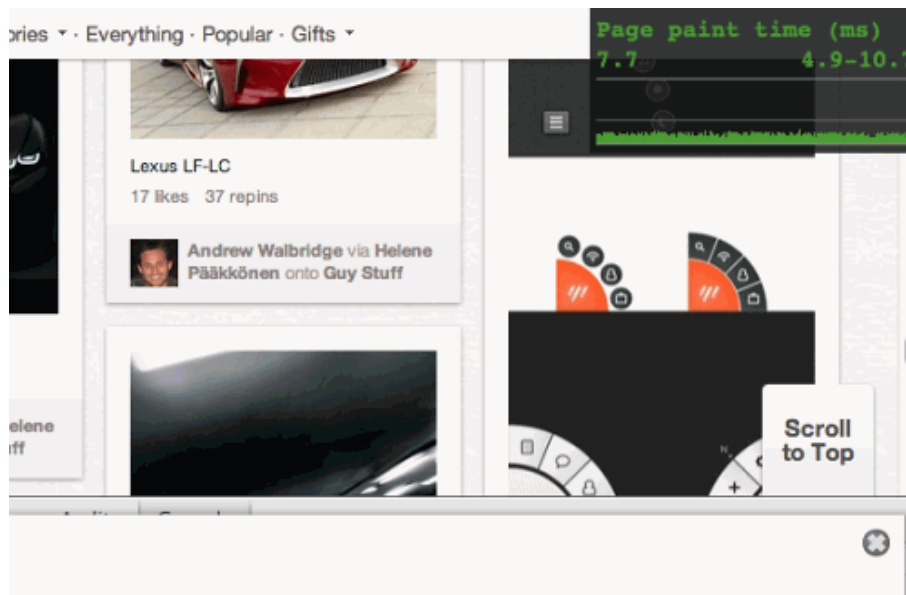 ories · Everything · Popular · Gifts
Page paint time (ms)
7.7 4.9-10.7
Lexus LF-LC
17 likes 37 repins
Andrew Walbridge via Helene
Pääkkönen onto Guy Stuff
elene
ff
Scroll
to Top
N